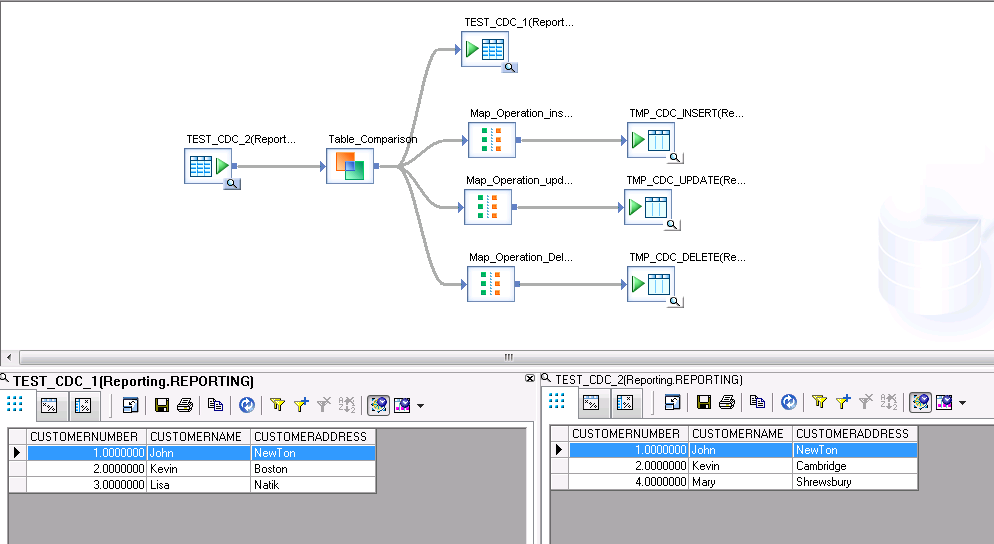 TEST_CDC_1(Report...
Map_Operation_ins...
TMP_CDC_INSERT(Re...
TEST_CDC_2(Report...
Table_Comparison
Map_Operation_upd...
TMP_CDC_UPDATE(Re...
Map_Operation_Del...
TMP_CDC_DELETE(Re...
TEST_CDC_1(Reporting.REPORTING)
CUSTOMERNUMBER CUSTOMERNAME CUSTOMERADDRESS
1.0000000 John NewTon
2.0000000 Kevin Boston
3.0000000 Lisa Natik
TEST_CDC_2(Reporting.REPORTING)
CUSTOMERNUMBER CUSTOMERNAME CUSTOMERADDRESS
1.0000000 John NewTon
2.0000000 Kevin Cambridge
4.0000000 Mary Shrewsbury